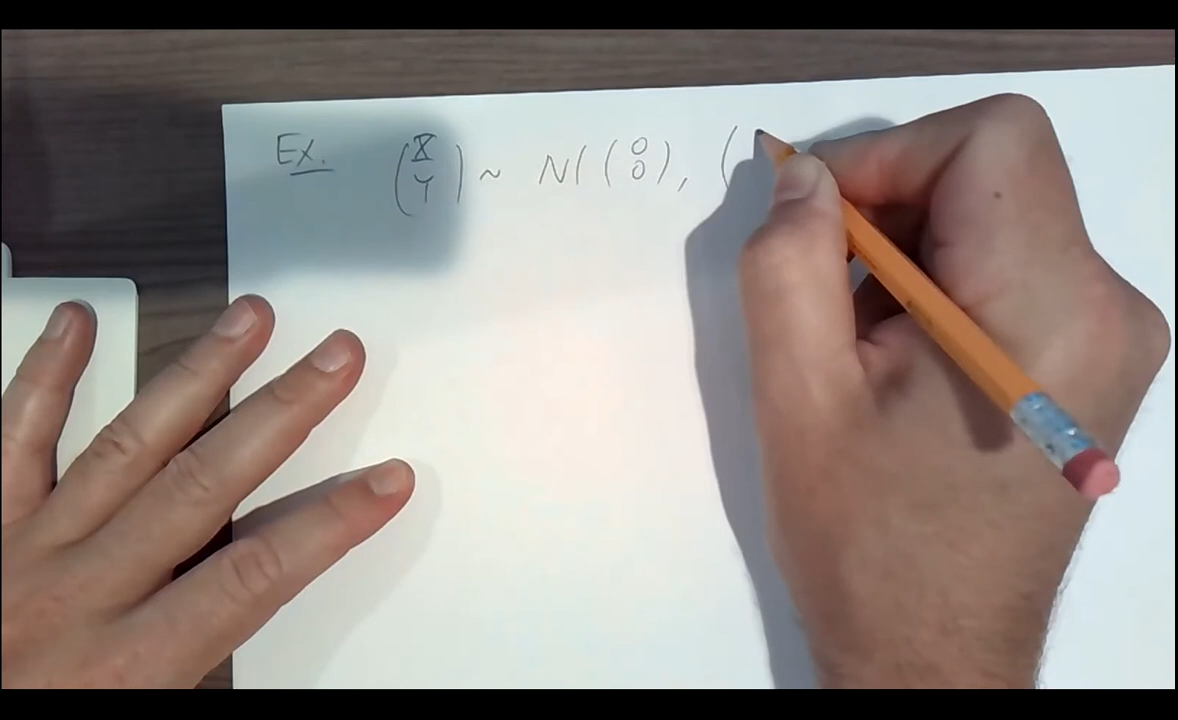 Ex. (X Y) ~ N( (0 0), (